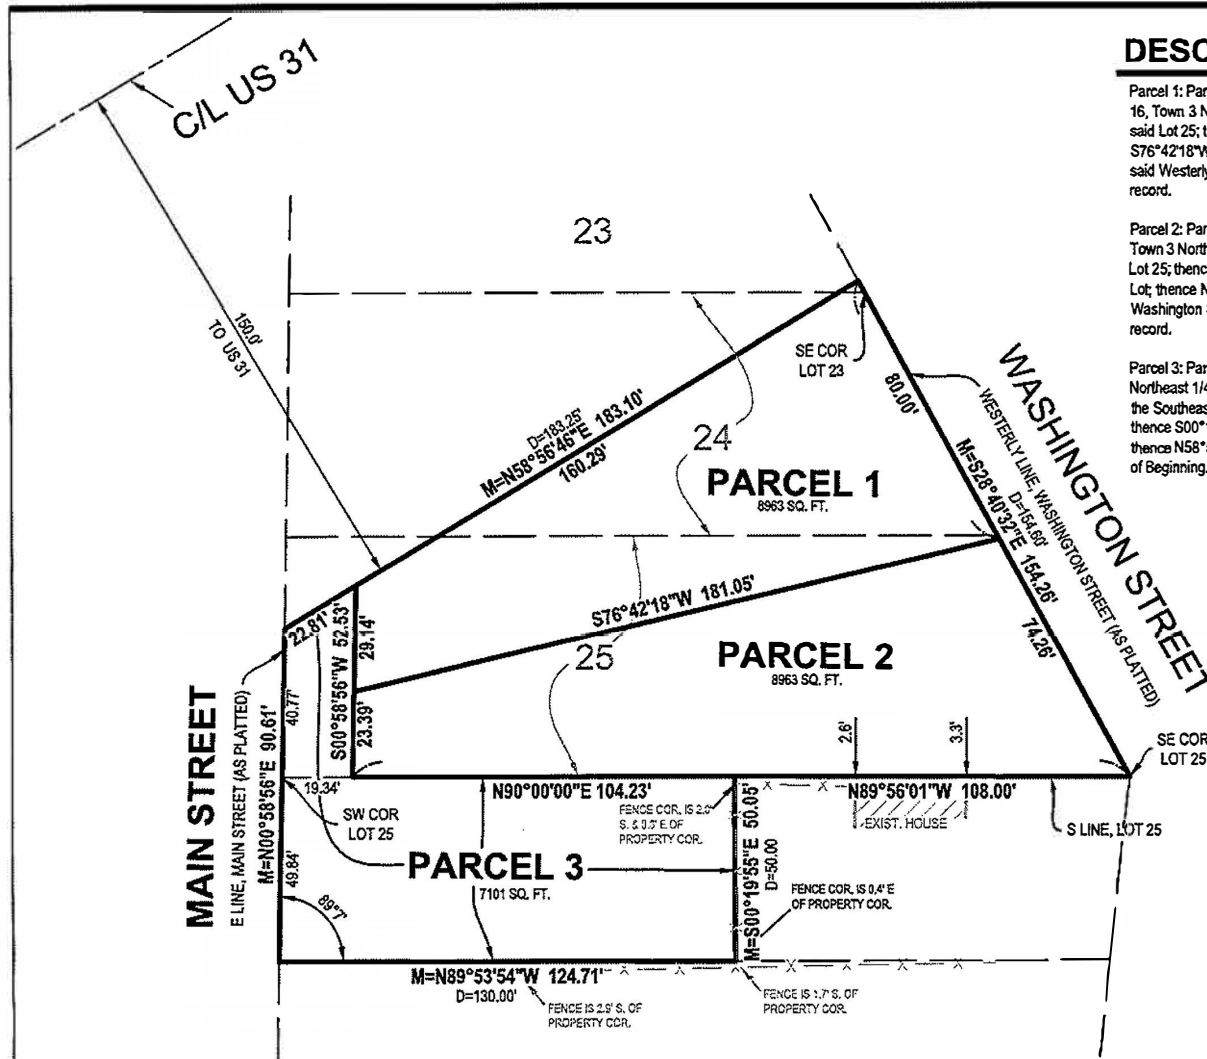 C/L US 31
150.0'
TO US 31
23
SE COR
LOT 23
80.00'
WASHINGTON STREET
WESTERLY LINE, WASHINGTON STREET (AS PLATTED)
M=S28°40'32"E 154.26'
D=154.60'
74.26'
D=183.25'
M=N58°56'46"E 183.10'
160.29'
24
PARCEL 1
8963 SQ. FT.
S76°42'18"W 181.05'
25
PARCEL 2
8963 SQ. FT.
22.81'
S00°58'56"W 52.53'
29.14'
23.39'
MAIN STREET
E LINE, MAIN STREET (AS PLATTED)
M=N00°58'56"E 90.61'
40.77'
49.84'
2.6'
3.3'
SE COR
LOT 25
19.34'
N90°00'00"E 104.23'
N89°56'01"W 108.00'
S LINE, LOT 25
EXIST. HOUSE
SW COR
LOT 25
FENCE COR. IS
S. & E. OF
PROPERTY COR.
PARCEL 3
7101 SQ. FT.
M=S00°19'55"E 50.05'
D=50.00
FENCE COR. IS 0.4' E
OF PROPERTY COR.
89°7'
M=N89°53'54"W 124.71'
D=130.00'
FENCE IS 2.9' S. OF
PROPERTY COR.
FENCE IS 1.7' S. OF
PROPERTY COR.
DESC
Parcel 1: Par
16, Town 3 N
said Lot 25; t
S76°42'18"W
said Westerly
record.
Parcel 2: Par
Town 3 North
Lot 25; thenc
Lot; thence N
Washington
record.
Parcel 3: Par
Northeast 1/4
the Southeas
thence S00°
thence N58°
of Beginning.